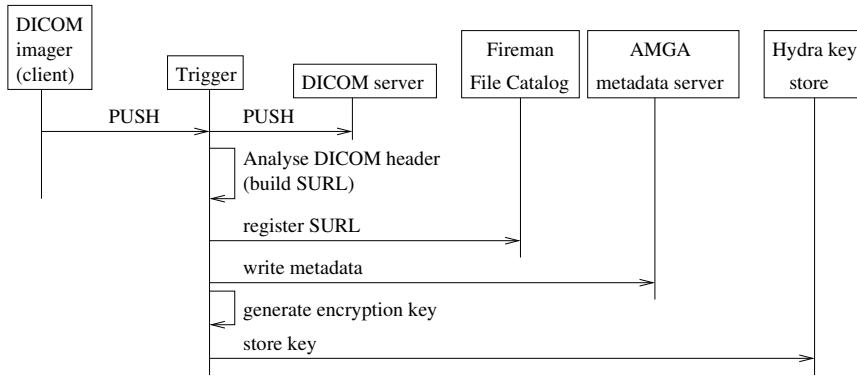 DICOM
imager
(client)
Trigger
DICOM server
Fireman
File Catalog
AMGA
metadata server
Hydra key
store
PUSH
PUSH
Analyse DICOM header
(build SURL)
register SURL
write metadata
generate encryption key
store key